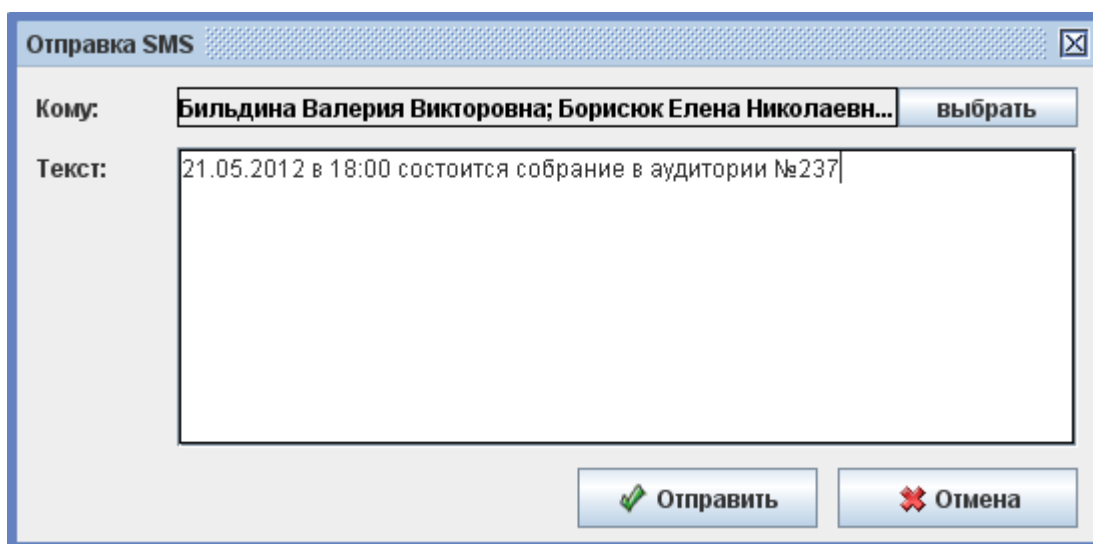 Отправка SMS
Кому: Бильдина Валерия Викторовна; Борисюк Елена Николаевн... выбрать
Текст: 21.05.2012 в 18:00 состоится собрание в аудитории №237
Отправить Отмена